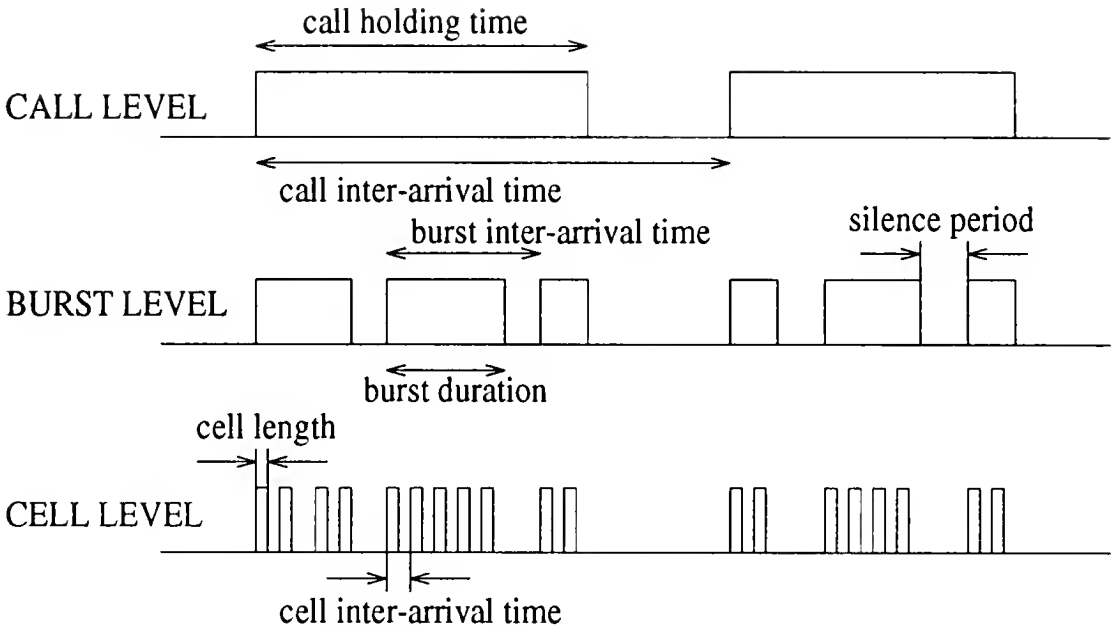 call holding time
CALL LEVEL
call inter-arrival time
burst inter-arrival time
silence period
BURST LEVEL
burst duration
cell length
CELL LEVEL
cell inter-arrival time